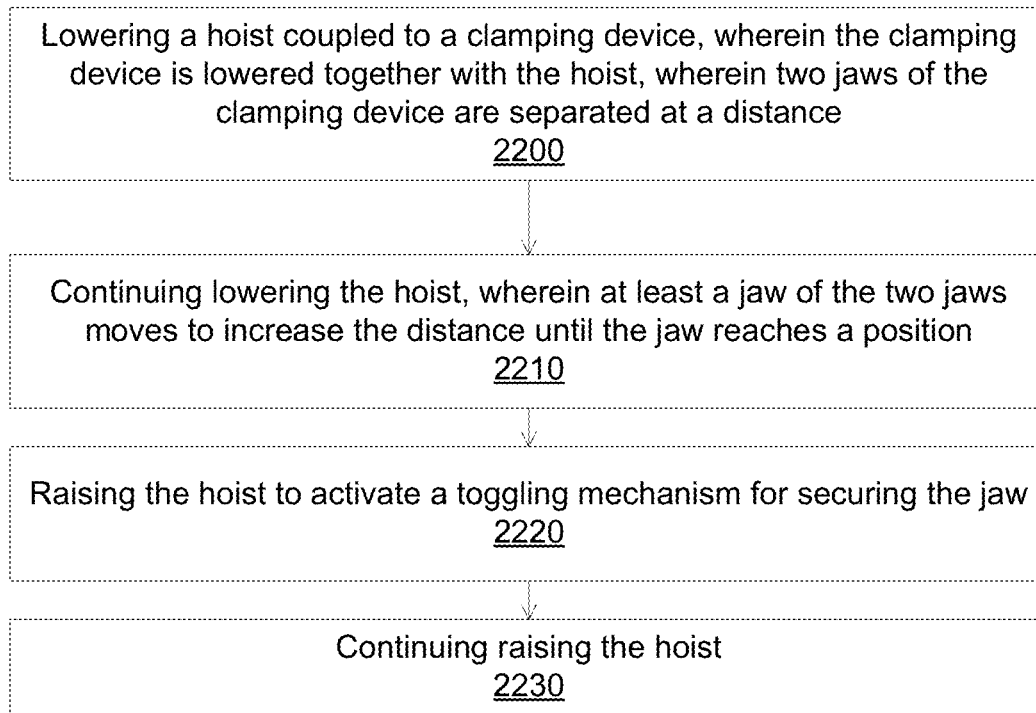 Lowering a hoist coupled to a clamping device, wherein the clamping
device is lowered together with the hoist, wherein two jaws of the
clamping device are separated at a distance
2200
Continuing lowering the hoist, wherein at least a jaw of the two jaws
moves to increase the distance until the jaw reaches a position
2210
Raising the hoist to activate a toggling mechanism for securing the jaw
2220
Continuing raising the hoist
2230